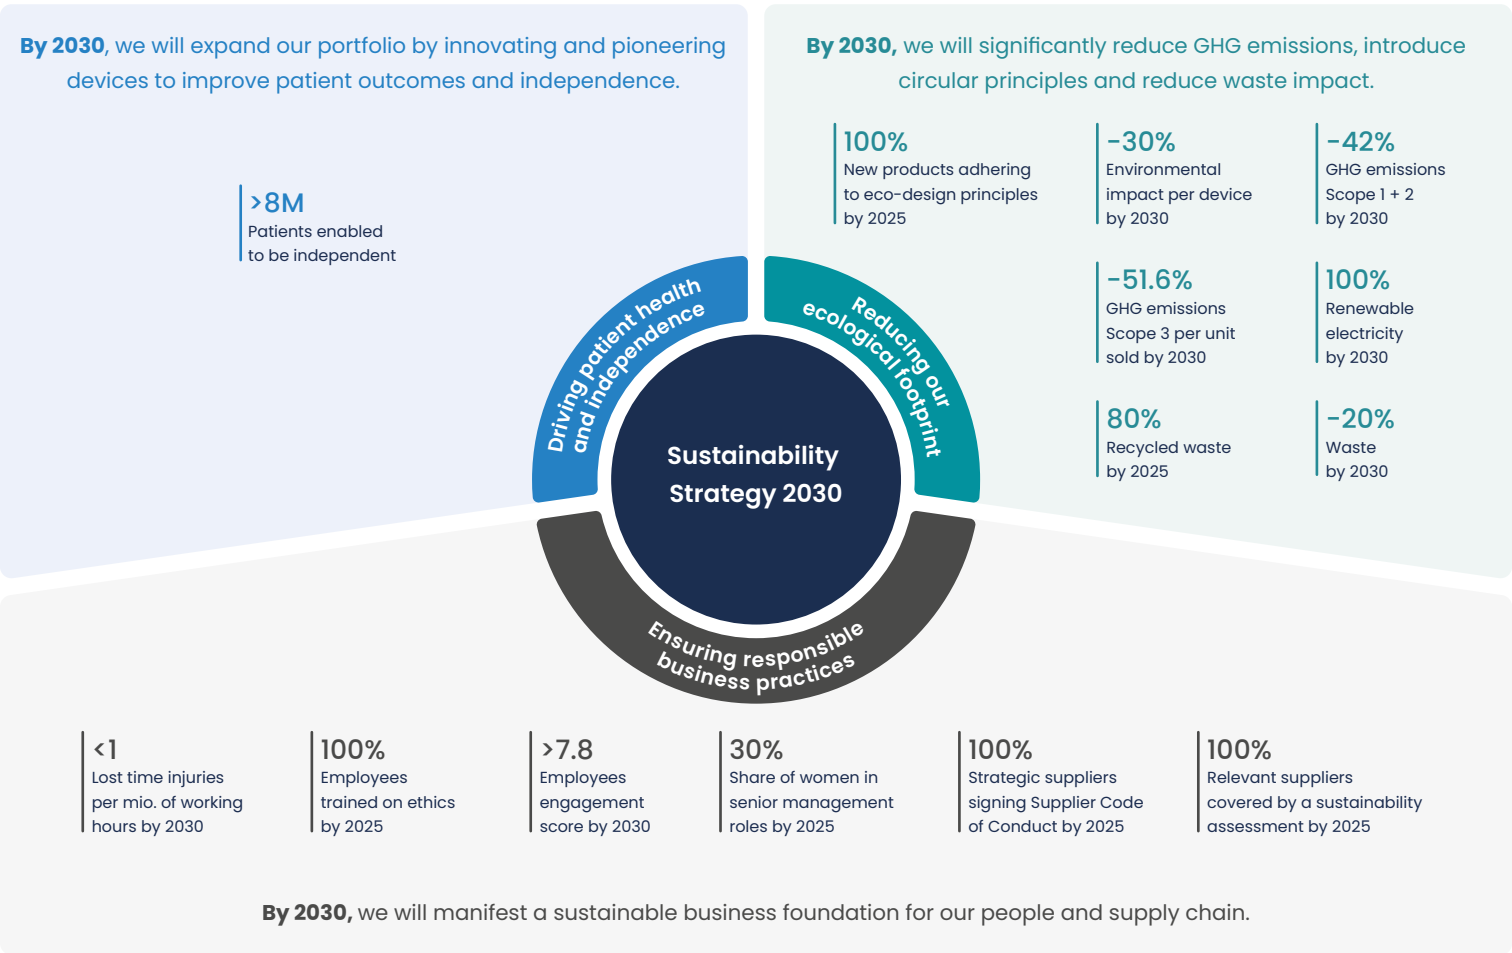 By 2030, we will expand our portfolio by innovating and pioneering
devices to improve patient outcomes and independence.
>8M
Patients enabled
to be independent
By 2030, we will significantly reduce GHG emissions, introduce
circular principles and reduce waste impact.
100%
New products adhering
to eco-design principles
by 2025
-30%
Environmental
impact per device
by 2030
-42%
GHG emissions
Scope 1 + 2
by 2030
-51.6%
GHG emissions
Scope 3 per unit
sold by 2030
100%
Renewable
electricity
by 2030
80%
Recycled waste
by 2025
-20%
Waste
by 2030
Driving patient health
and independence
Reducing our
ecological footprint
Sustainability
Strategy 2030
Ensuring responsible
business practices
<1
Lost time injuries
per mio. of working
hours by 2030
100%
Employees
trained on ethics
by 2025
>7.8
Employees
engagement
score by 2030
30%
Share of women in
senior management
roles by 2025
100%
Strategic suppliers
signing Supplier Code
of Conduct by 2025
100%
Relevant suppliers
covered by a sustainability
assessment by 2025
By 2030, we will manifest a sustainable business foundation for our people and supply chain.